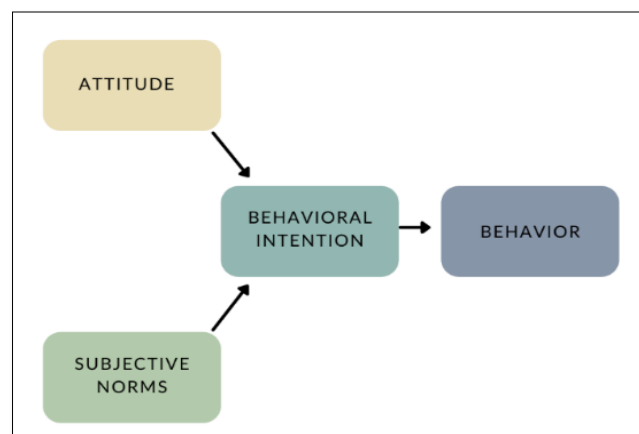 ATTITUDE
BEHAVIORAL
INTENTION
BEHAVIOR
SUBJECTIVE
NORMS